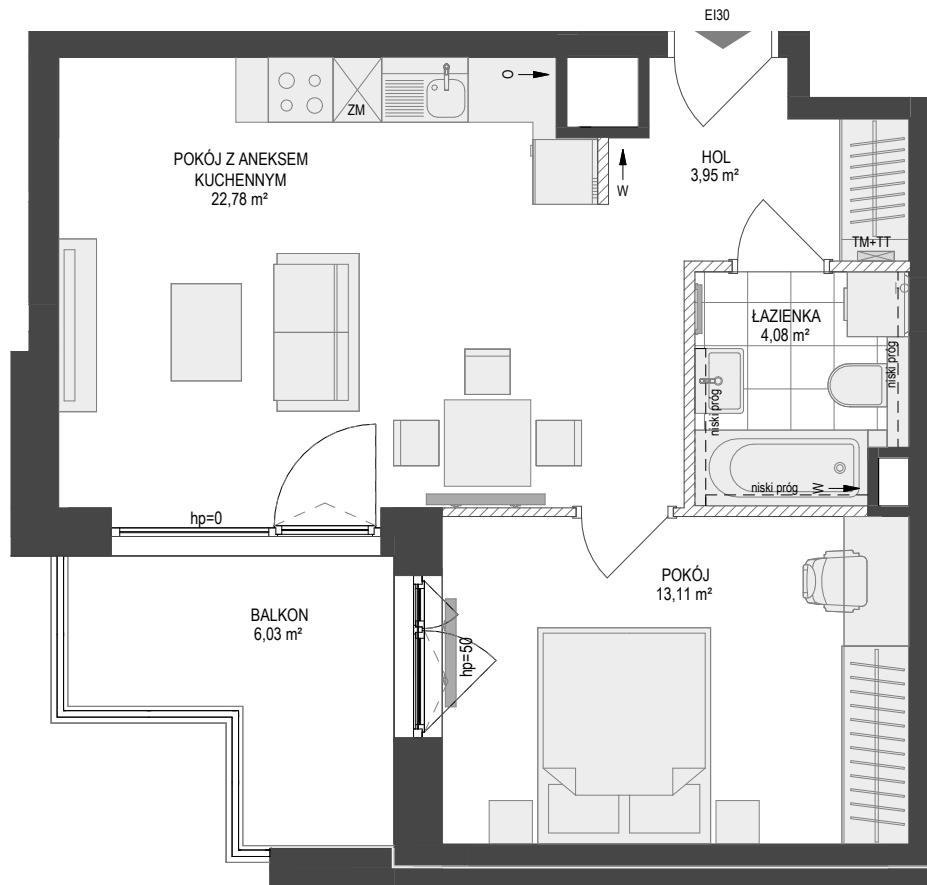 EI30
O
ZM
POKÓJ Z ANEKSEM
KUCHENNYM
22,78 m²
W
HOL
3,95 m²
TM+TT
ŁAZIENKA
4,08 m²
niski próg
niski próg
niski próg
W
hp=0
POKÓJ
13,11 m²
BALKON
6,03 m²
hp=50